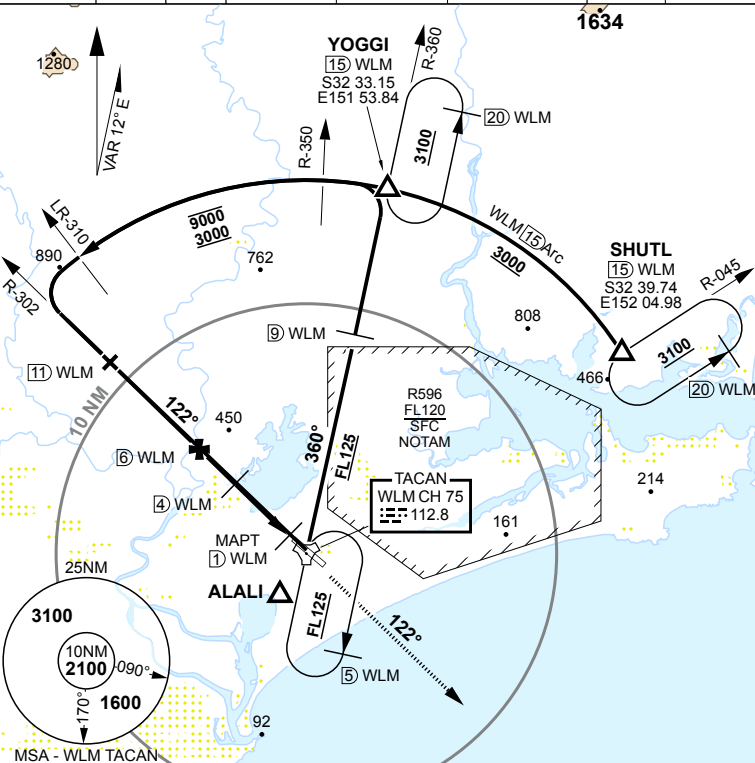 1634
YOGGI
15 WLM
S32 33.15
E151 53.84
R-360
1280
20 WLM
VAR 12° E
R-350
3100
LR-310
9000
3000
WLM 15 Arc
3000
SHUTL
15 WLM
S32 39.74
E152 04.98
R-045
890
762
R-302
808
9 WLM
3100
11 WLM
466
20 WLM
10 NM
122°
450
R596
FL120
SFC
NOTAM
6 WLM
360°
FL125
TACAN
WLM CH 75
112.8
214
4 WLM
161
MAPT
1 WLM
ALALI
25NM
FL125
122°
3100
10NM
2100
090°
5 WLM
1600
170°
92
MSA - WLM TACAN